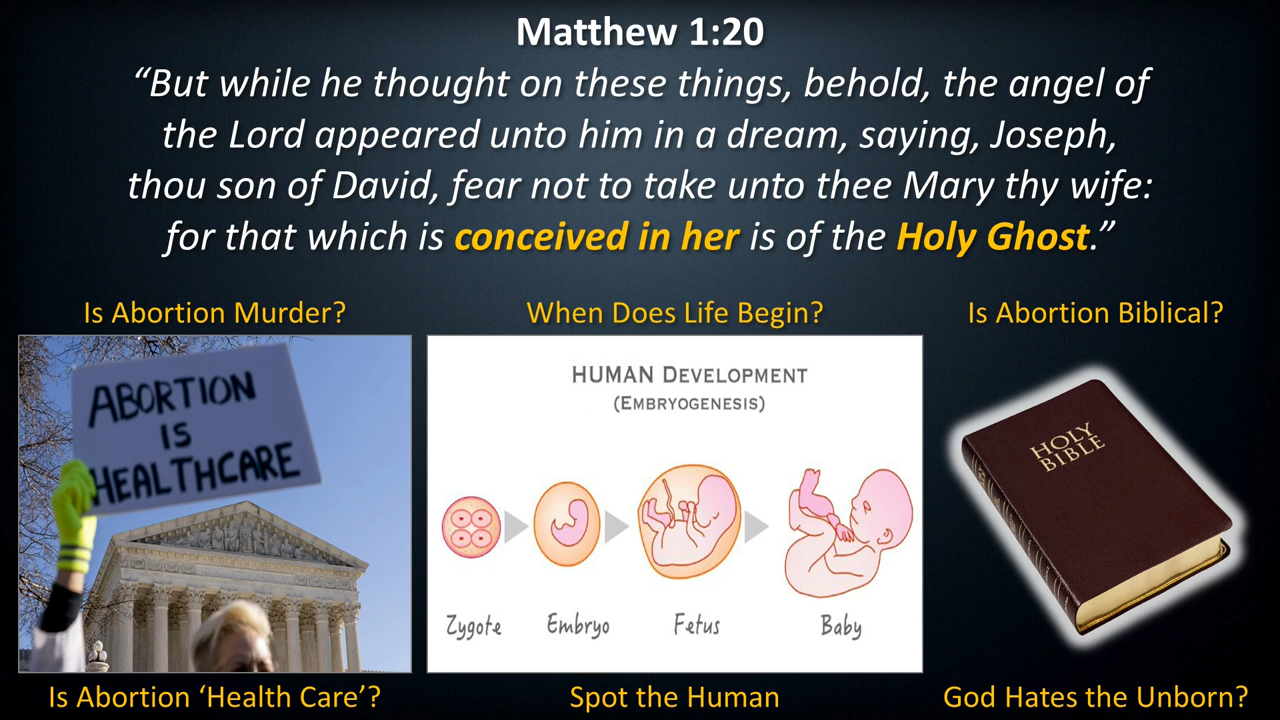 Matthew 1:20
“But while he thought on these things, behold, the angel of
the Lord appeared unto him in a dream, saying, Joseph,
thou son of David, fear not to take unto thee Mary thy wife:
for that which is conceived in her is of the Holy Ghost.”
Is Abortion Murder?
When Does Life Begin?
Is Abortion Biblical?
ABORTION
IS
HEALTHCARE
HUMAN DEVELOPMENT
(EMBRYOGENESIS)
Zygote
Embryo
Fetus
Baby
HOLY
BIBLE
Is Abortion ‘Health Care’?
Spot the Human
God Hates the Unborn?